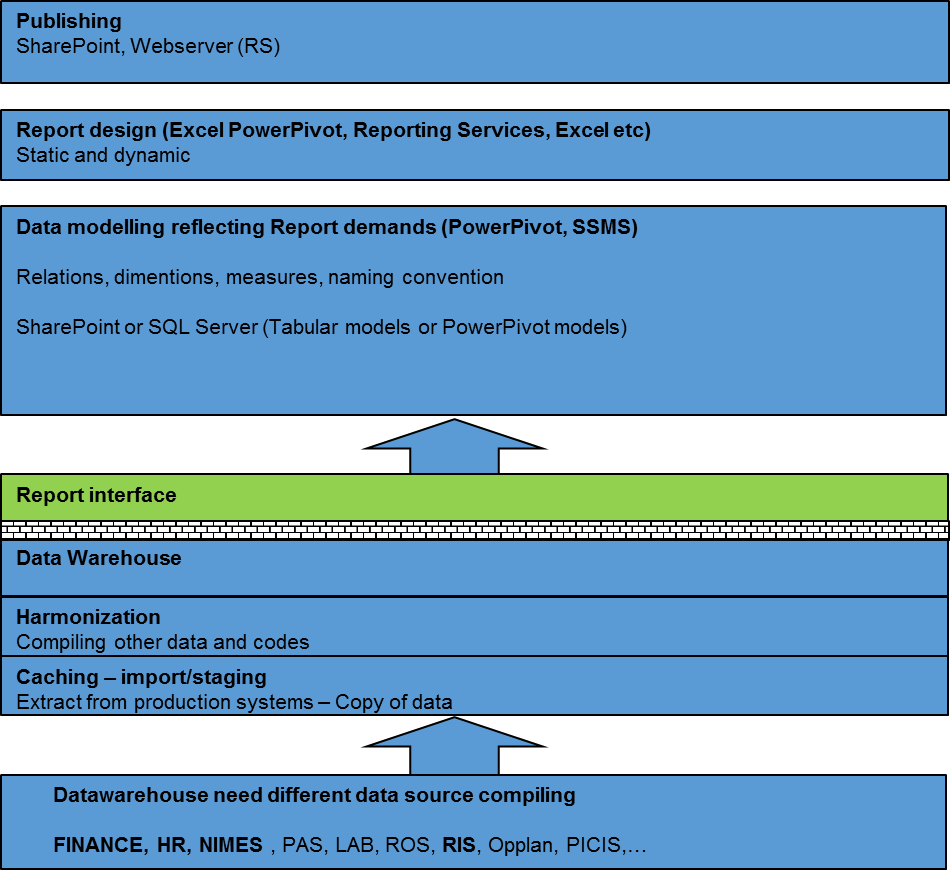 Publishing
SharePoint, Webserver (RS)
Report design (Excel PowerPivot, Reporting Services, Excel etc)
Static and dynamic
Data modelling reflecting Report demands (PowerPivot, SSMS)
Relations, dimentions, measures, naming convention
SharePoint or SQL Server (Tabular models or PowerPivot models)
Report interface
Data Warehouse
Harmonization
Compiling other data and codes
Caching – import/staging
Extract from production systems – Copy of data
Datawarehouse need different data source compiling
FINANCE, HR, NIMES , PAS, LAB, ROS, RIS, Opplan, PICIS,…